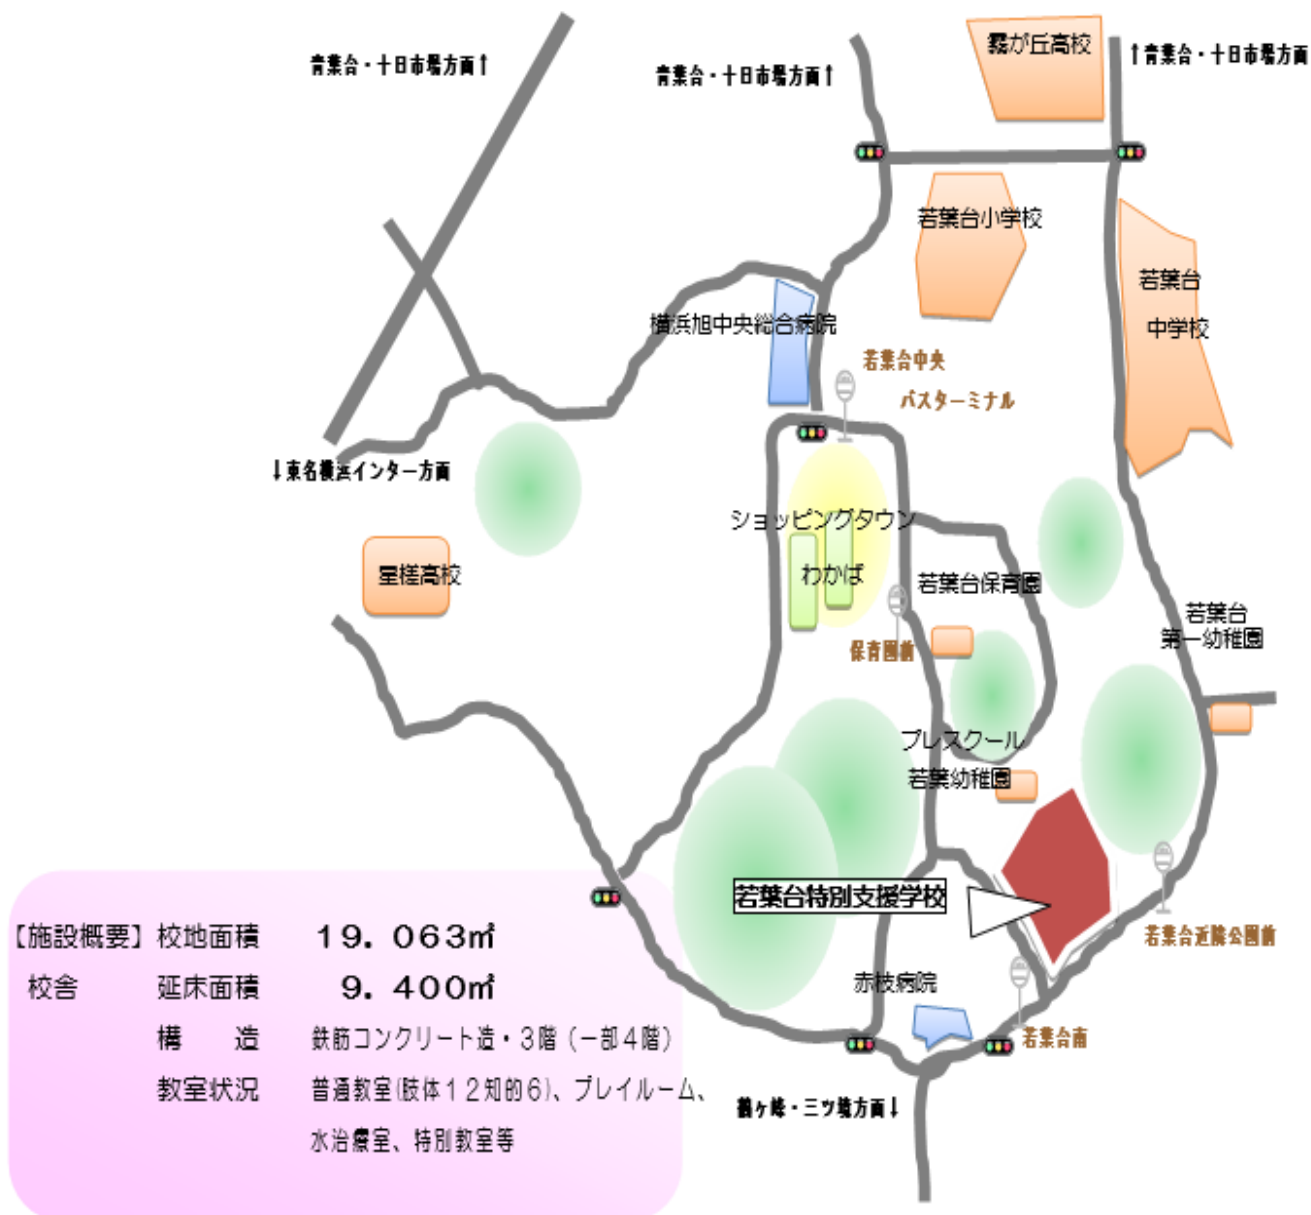 霧が丘高校
青葉台・十日市場方面↑
青葉台・十日市場方面↑
↑青葉台・十日市場方面
若葉台小学校
若葉台
中学校
横浜旭中央総合病院
若葉台中央
バスターミナル
↓東名横浜インター方面
ショッピングタウン
わかば
星槎高校
若葉台保育園
若葉台
第一幼稚園
保育園前
プレスクール
若葉幼稚園
若葉台特別支援学校
若葉台近隣公園前
赤枝病院
若葉台南
鶴ヶ峰・三ツ境方面↓
【施設概要】校地面積 19．063㎡
校舎 延床面積 9．400㎡
構 造 鉄筋コンクリート造・3階（一部4階）
教室状況 普通教室(肢体12知的6)、プレイルーム、
水治療室、特別教室等